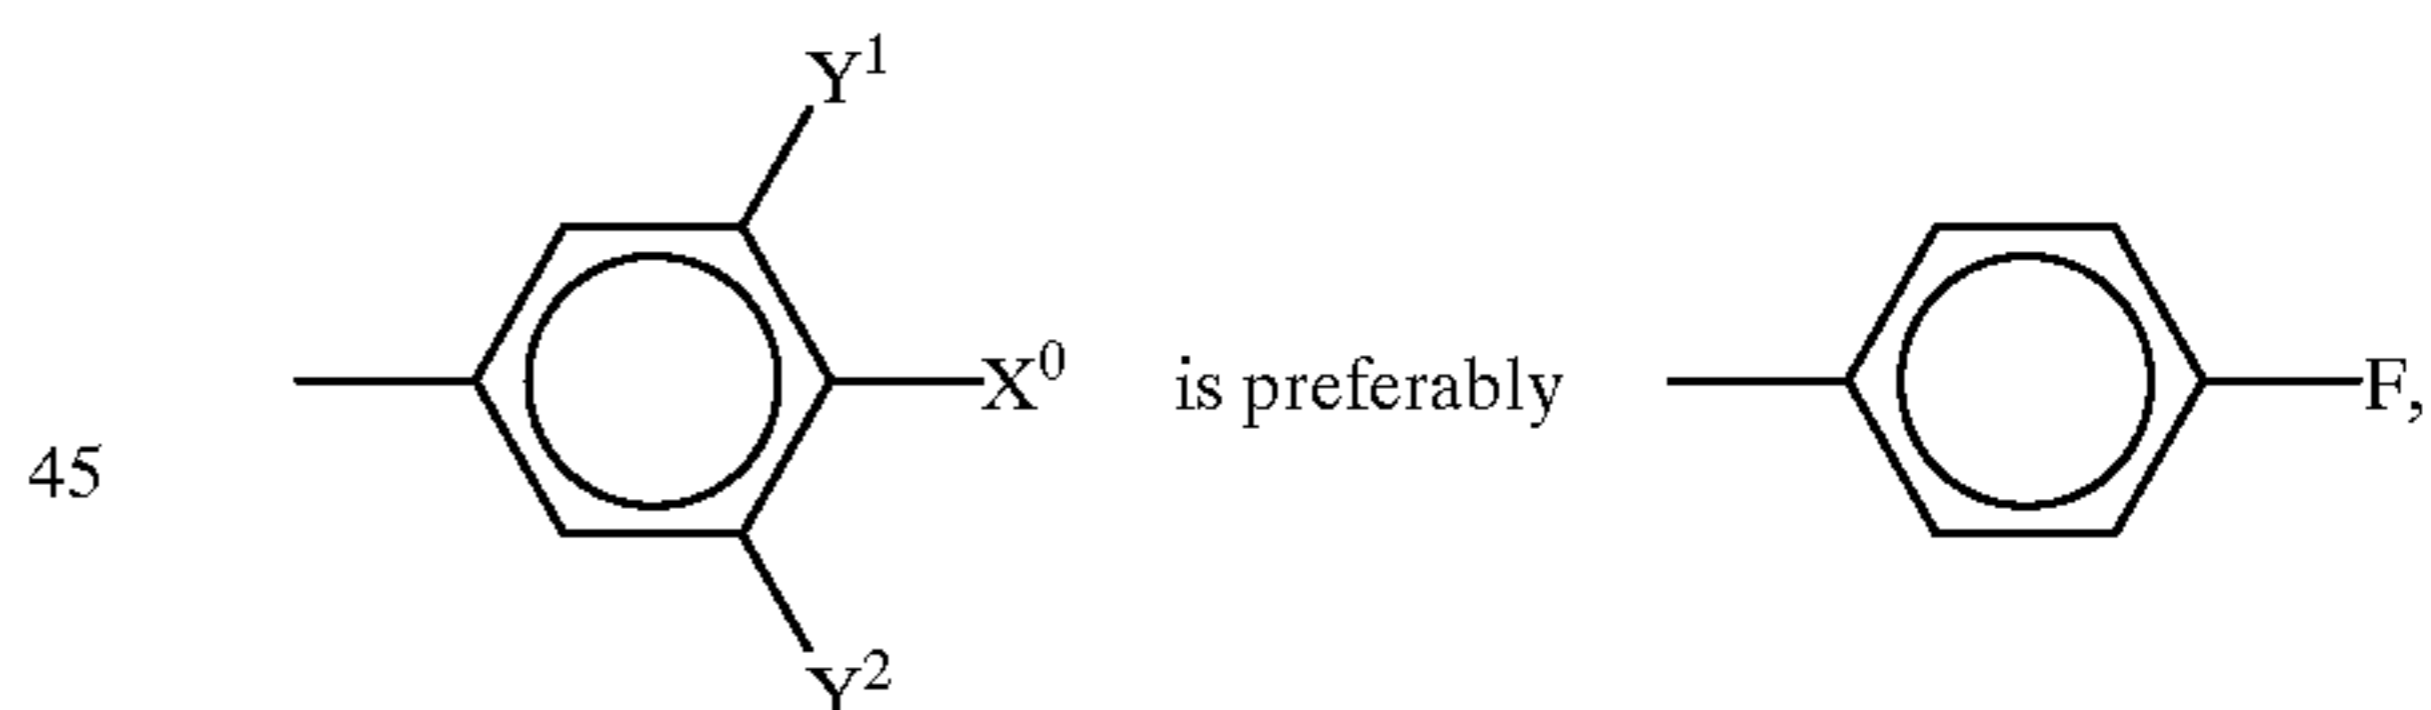 Y¹
X⁰ is preferably F,
45
Y²